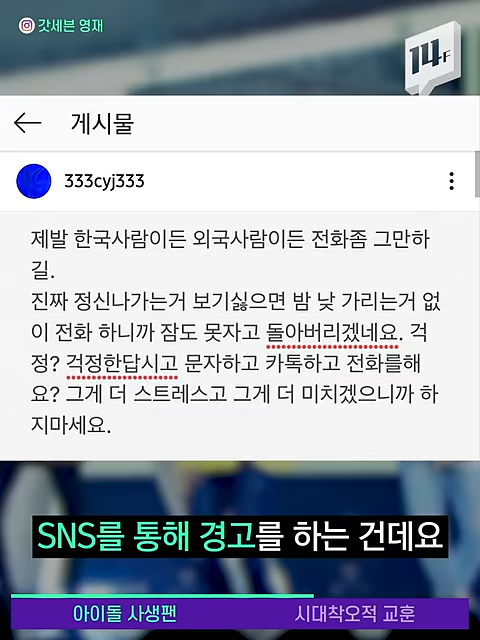 갓세븐 영재
14F
게시물
333cyj333
제발 한국사람이든 외국사람이든 전화좀 그만하
길.
진짜 정신나가는거 보기싫으면 밤 낮 가리는거 없
이 전화 하니까 잠도 못자고 돌아버리겠네요. 걱
정? 걱정한답시고 문자하고 카톡하고 전화를해
요? 그게 더 스트레스고 그게 더 미치겠으니까 하
지마세요.
SNS를 통해 경고를 하는 건데요
아이돌 사생팬
시대착오적 교훈